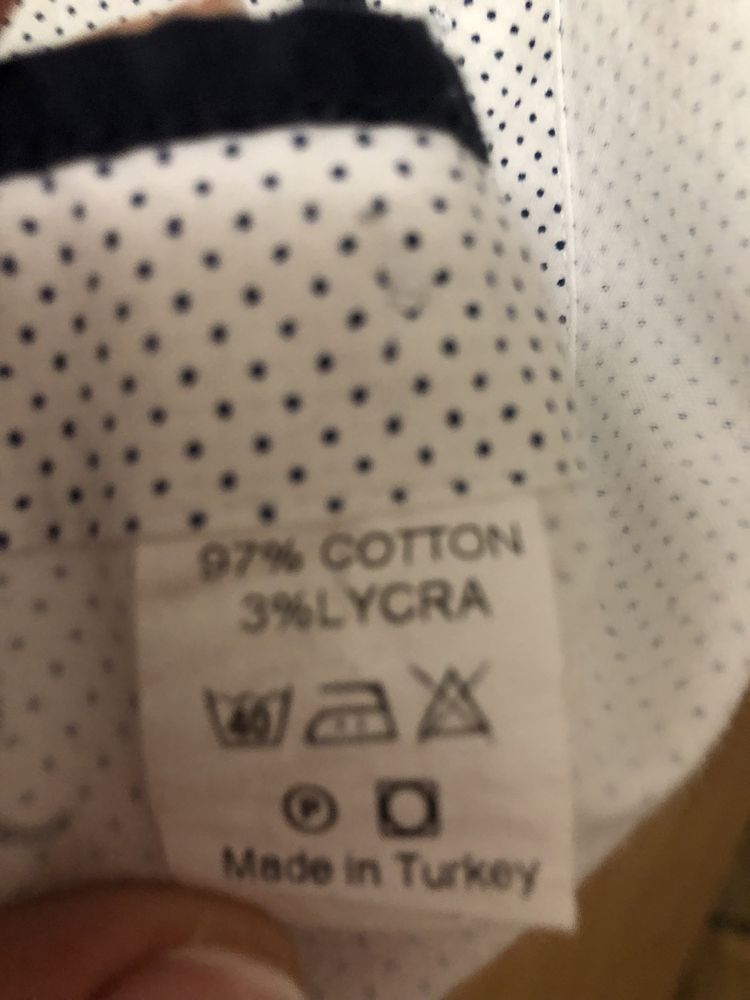 97% COTTON
3%LYCRA
40
P
Made in Turkey